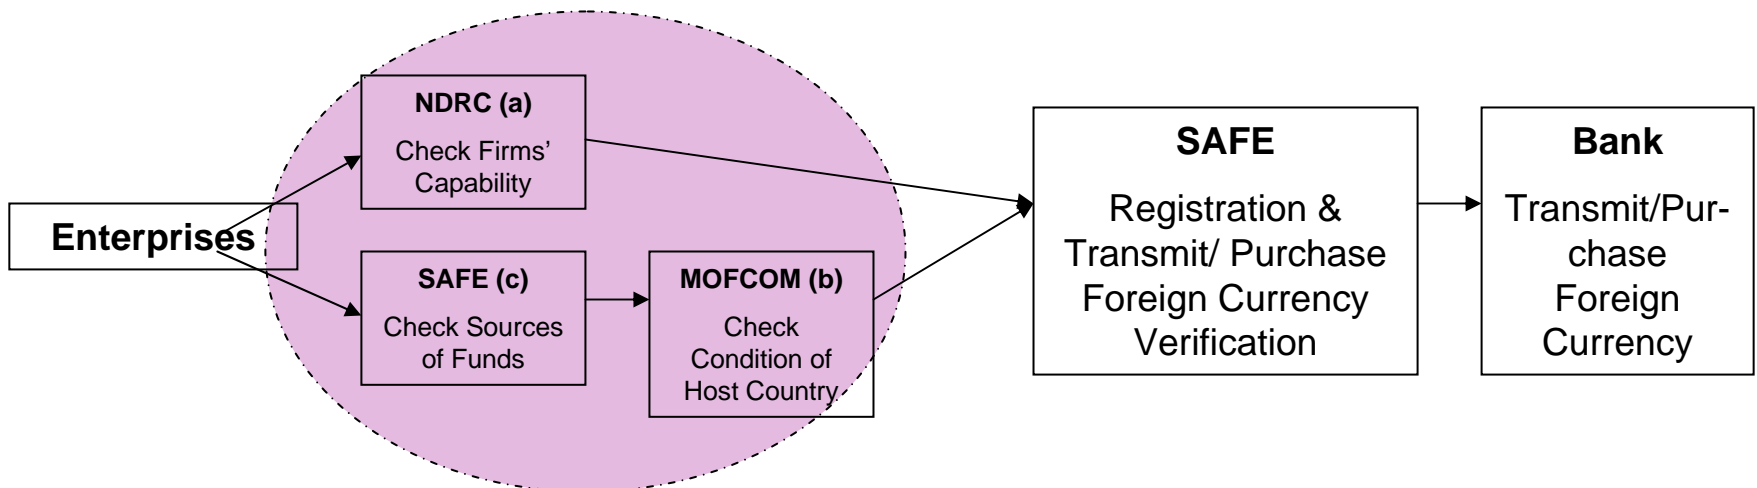 Enterprises
NDRC (a)
Check Firms’
Capability
SAFE (c)
Check Sources
of Funds
MOFCOM (b)
Check
Condition of
Host Country
SAFE
Registration &
Transmit/ Purchase
Foreign Currency
Verification
Bank
Transmit/Pur-
chase
Foreign
Currency